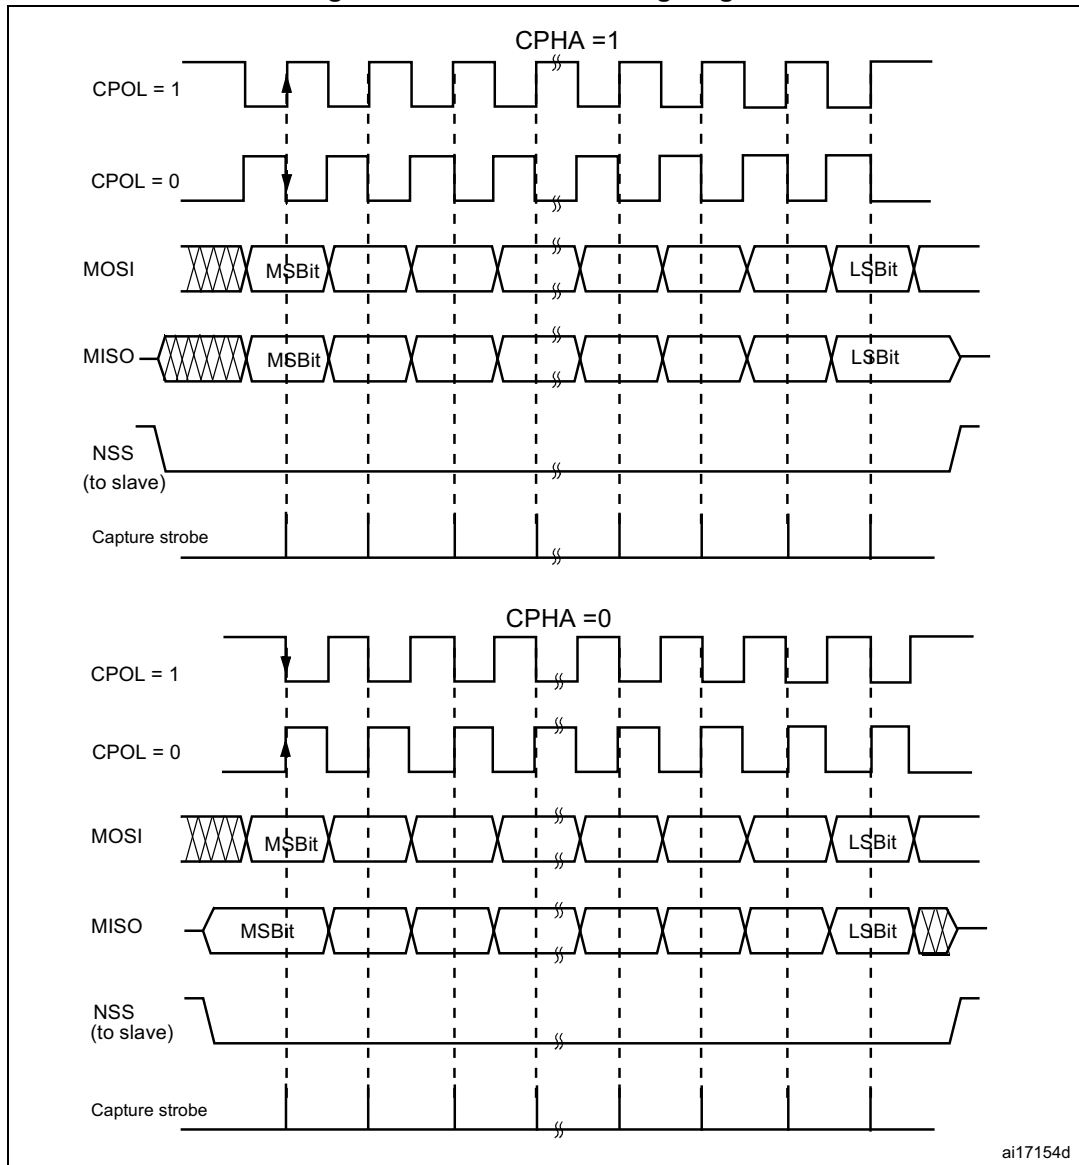 CPHA =1
CPOL = 1
CPOL = 0
MOSI MSBit LSBit
MISO MSBit LSBit
NSS
(to slave)
Capture strobe
CPHA =0
CPOL = 1
CPOL = 0
MOSI MSBit LSBit
MISO MSBit LSBit
NSS
(to slave)
Capture strobe
ai17154d